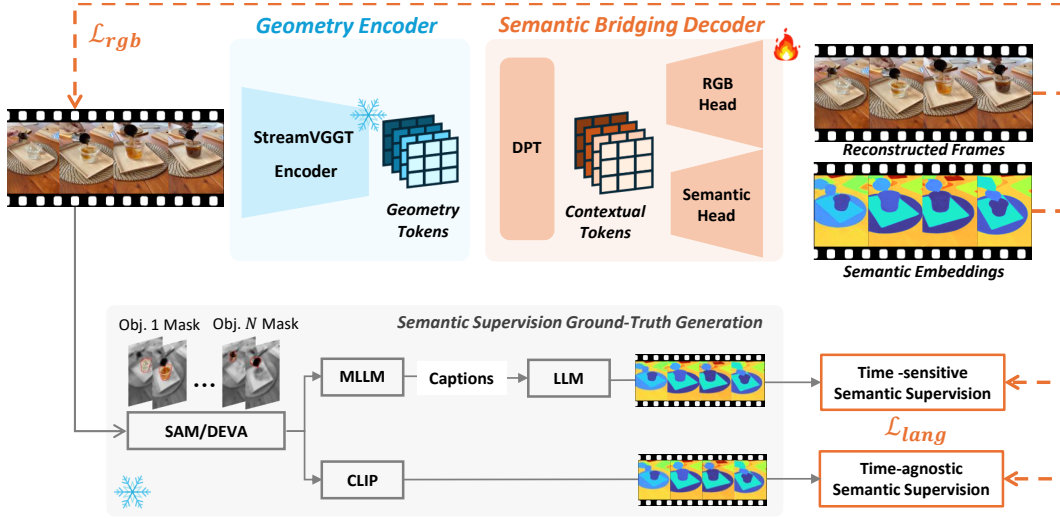 ℒ_rgb
Geometry Encoder
Semantic Bridging Decoder
StreamVGGT
Encoder
Geometry
Tokens
DPT
Contextual
Tokens
RGB
Head
Semantic
Head
Reconstructed Frames
Semantic Embeddings
Semantic Supervision Ground-Truth Generation
Obj. 1 Mask
Obj. N Mask
...
SAM/DEVA
MLLM
Captions
LLM
CLIP
Time -sensitive
Semantic Supervision
ℒ_lang
Time-agnostic
Semantic Supervision